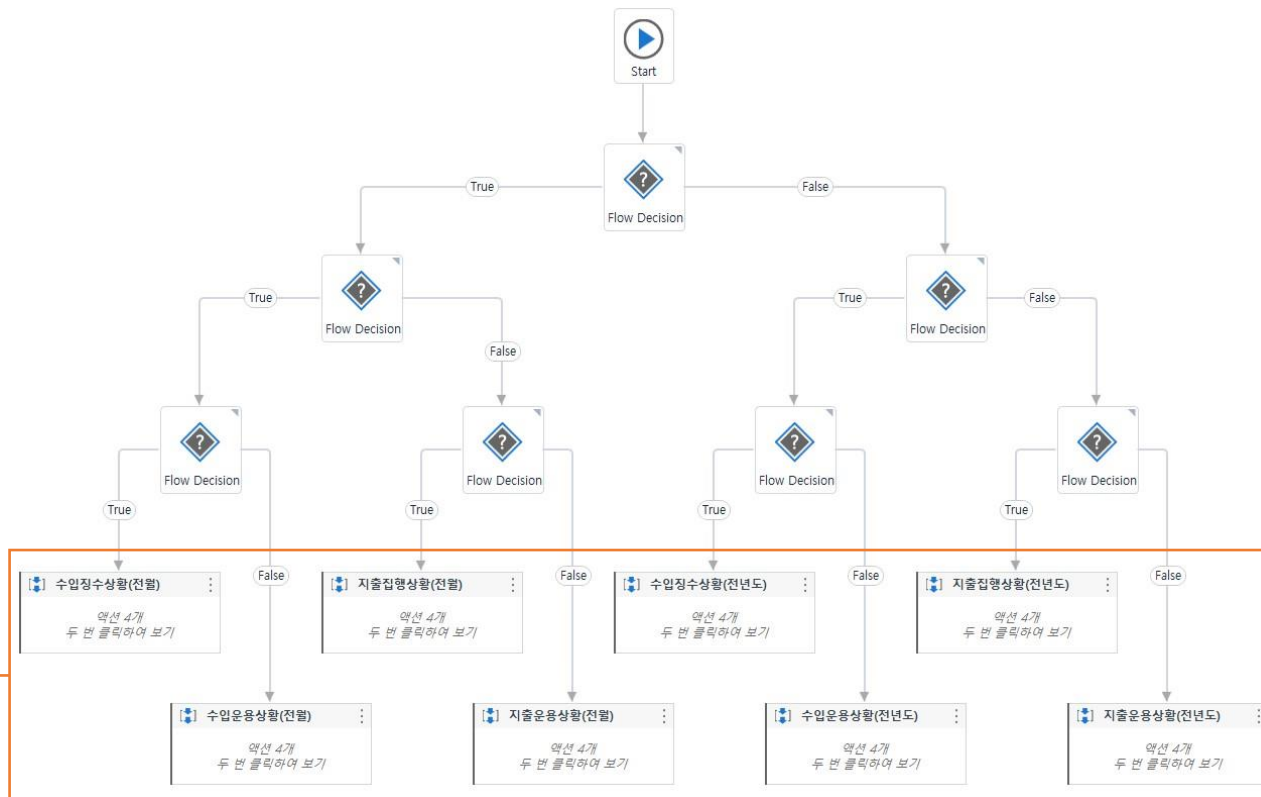 Start
Flow Decision
True
False
Flow Decision
Flow Decision
True
False
True
False
Flow Decision
Flow Decision
Flow Decision
Flow Decision
True
False
True
False
True
False
True
False
수입징수상황(전월)
액션 4개
두 번 클릭하여 보기
지출집행상황(전월)
액션 4개
두 번 클릭하여 보기
수입징수상황(전년도)
액션 4개
두 번 클릭하여 보기
지출집행상황(전년도)
액션 4개
두 번 클릭하여 보기
수입운용상황(전월)
액션 4개
두 번 클릭하여 보기
지출운용상황(전월)
액션 4개
두 번 클릭하여 보기
수입운용상황(전년도)
액션 4개
두 번 클릭하여 보기
지출운용상황(전년도)
액션 4개
두 번 클릭하여 보기